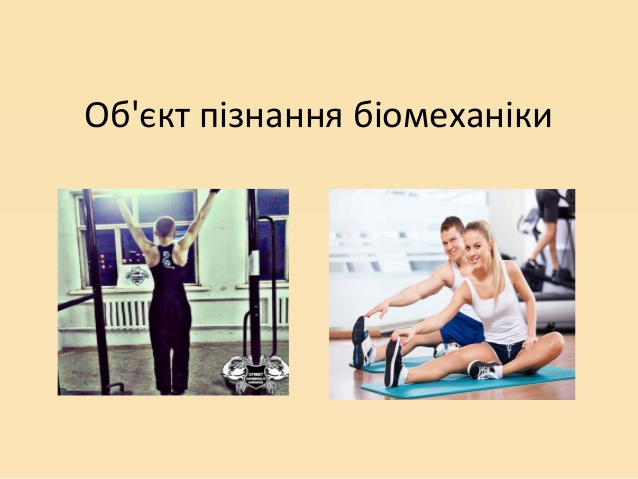 Об'єкт пізнання біомеханіки